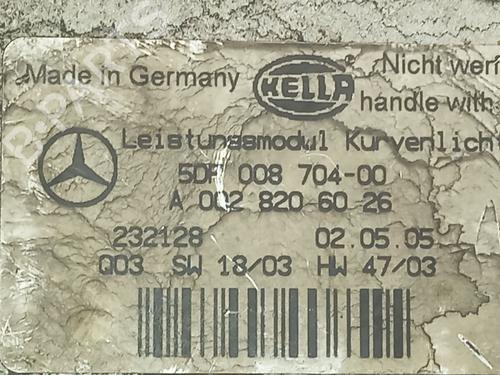 B-PARTS
Made in Germany
HELLA
®
Nicht werf
handle with
Leistungsmodul Kurvenlicht
5DF 008 704-00
A 002 820 60 26
232128 02.05.05
Q03 SW 18/03 HW 47/03